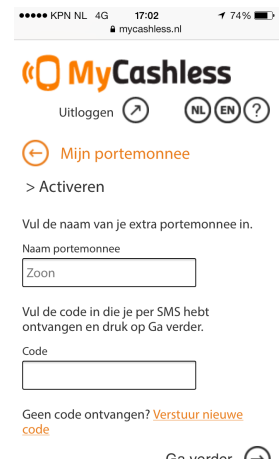 KPN NL 4G 17:02 74%
mycashless.nl
MyCashless
Uitloggen NL EN ?
Mijn portemonnee
> Activeren
Vul de naam van je extra portemonnee in.
Naam portemonnee
Zoon
Vul de code in die je per SMS hebt
ontvangen en druk op Ga verder.
Code
Geen code ontvangen? Verstuur nieuwe
code
Ga verder